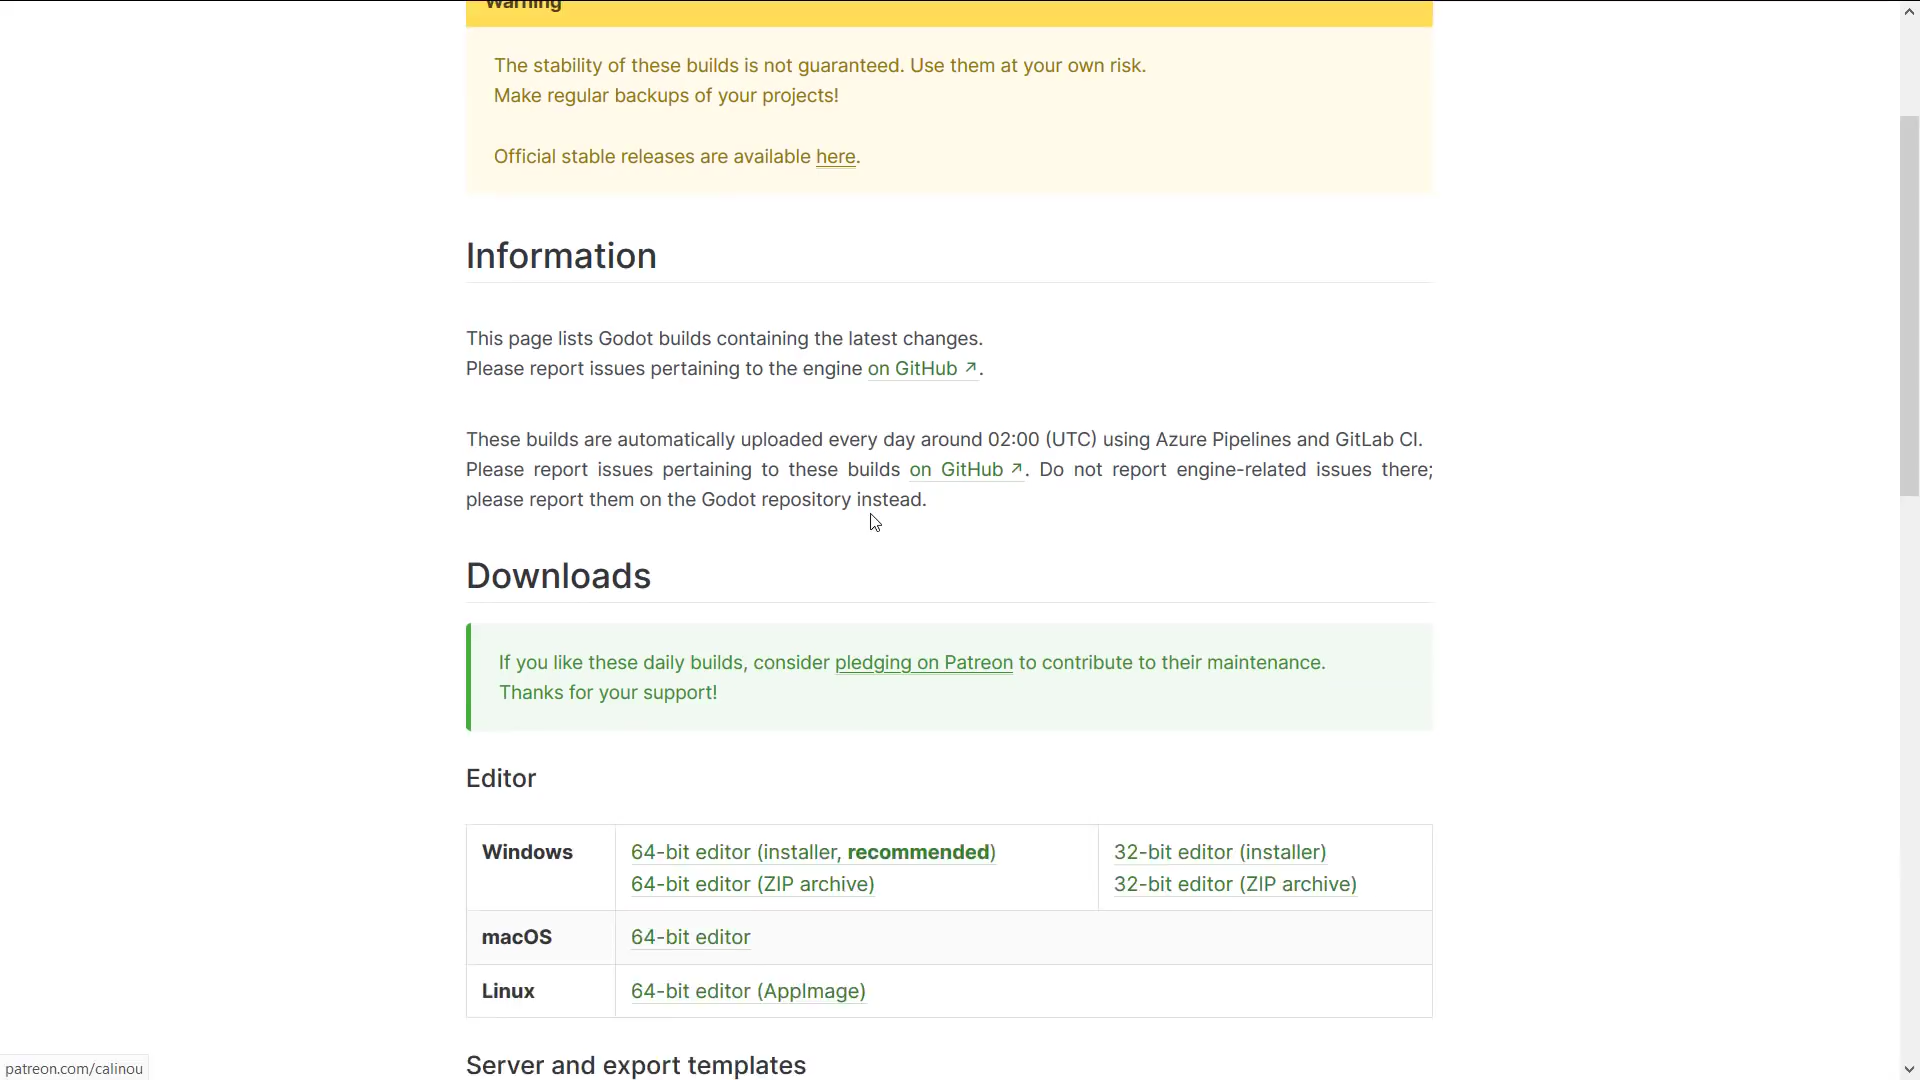 Warning
The stability of these builds is not guaranteed. Use them at your own risk.
Make regular backups of your projects!
Official stable releases are available here.
Information
This page lists Godot builds containing the latest changes.
Please report issues pertaining to the engine on GitHub ↗.
These builds are automatically uploaded every day around 02:00 (UTC) using Azure Pipelines and GitLab CI.
Please report issues pertaining to these builds on GitHub ↗. Do not report engine-related issues there;
please report them on the Godot repository instead.
Downloads
If you like these daily builds, consider pledging on Patreon to contribute to their maintenance.
Thanks for your support!
Editor
Windows 64-bit editor (installer, recommended) 32-bit editor (installer)
64-bit editor (ZIP archive) 32-bit editor (ZIP archive)
macOS 64-bit editor
Linux 64-bit editor (AppImage)
Server and export templates
patreon.com/calinou